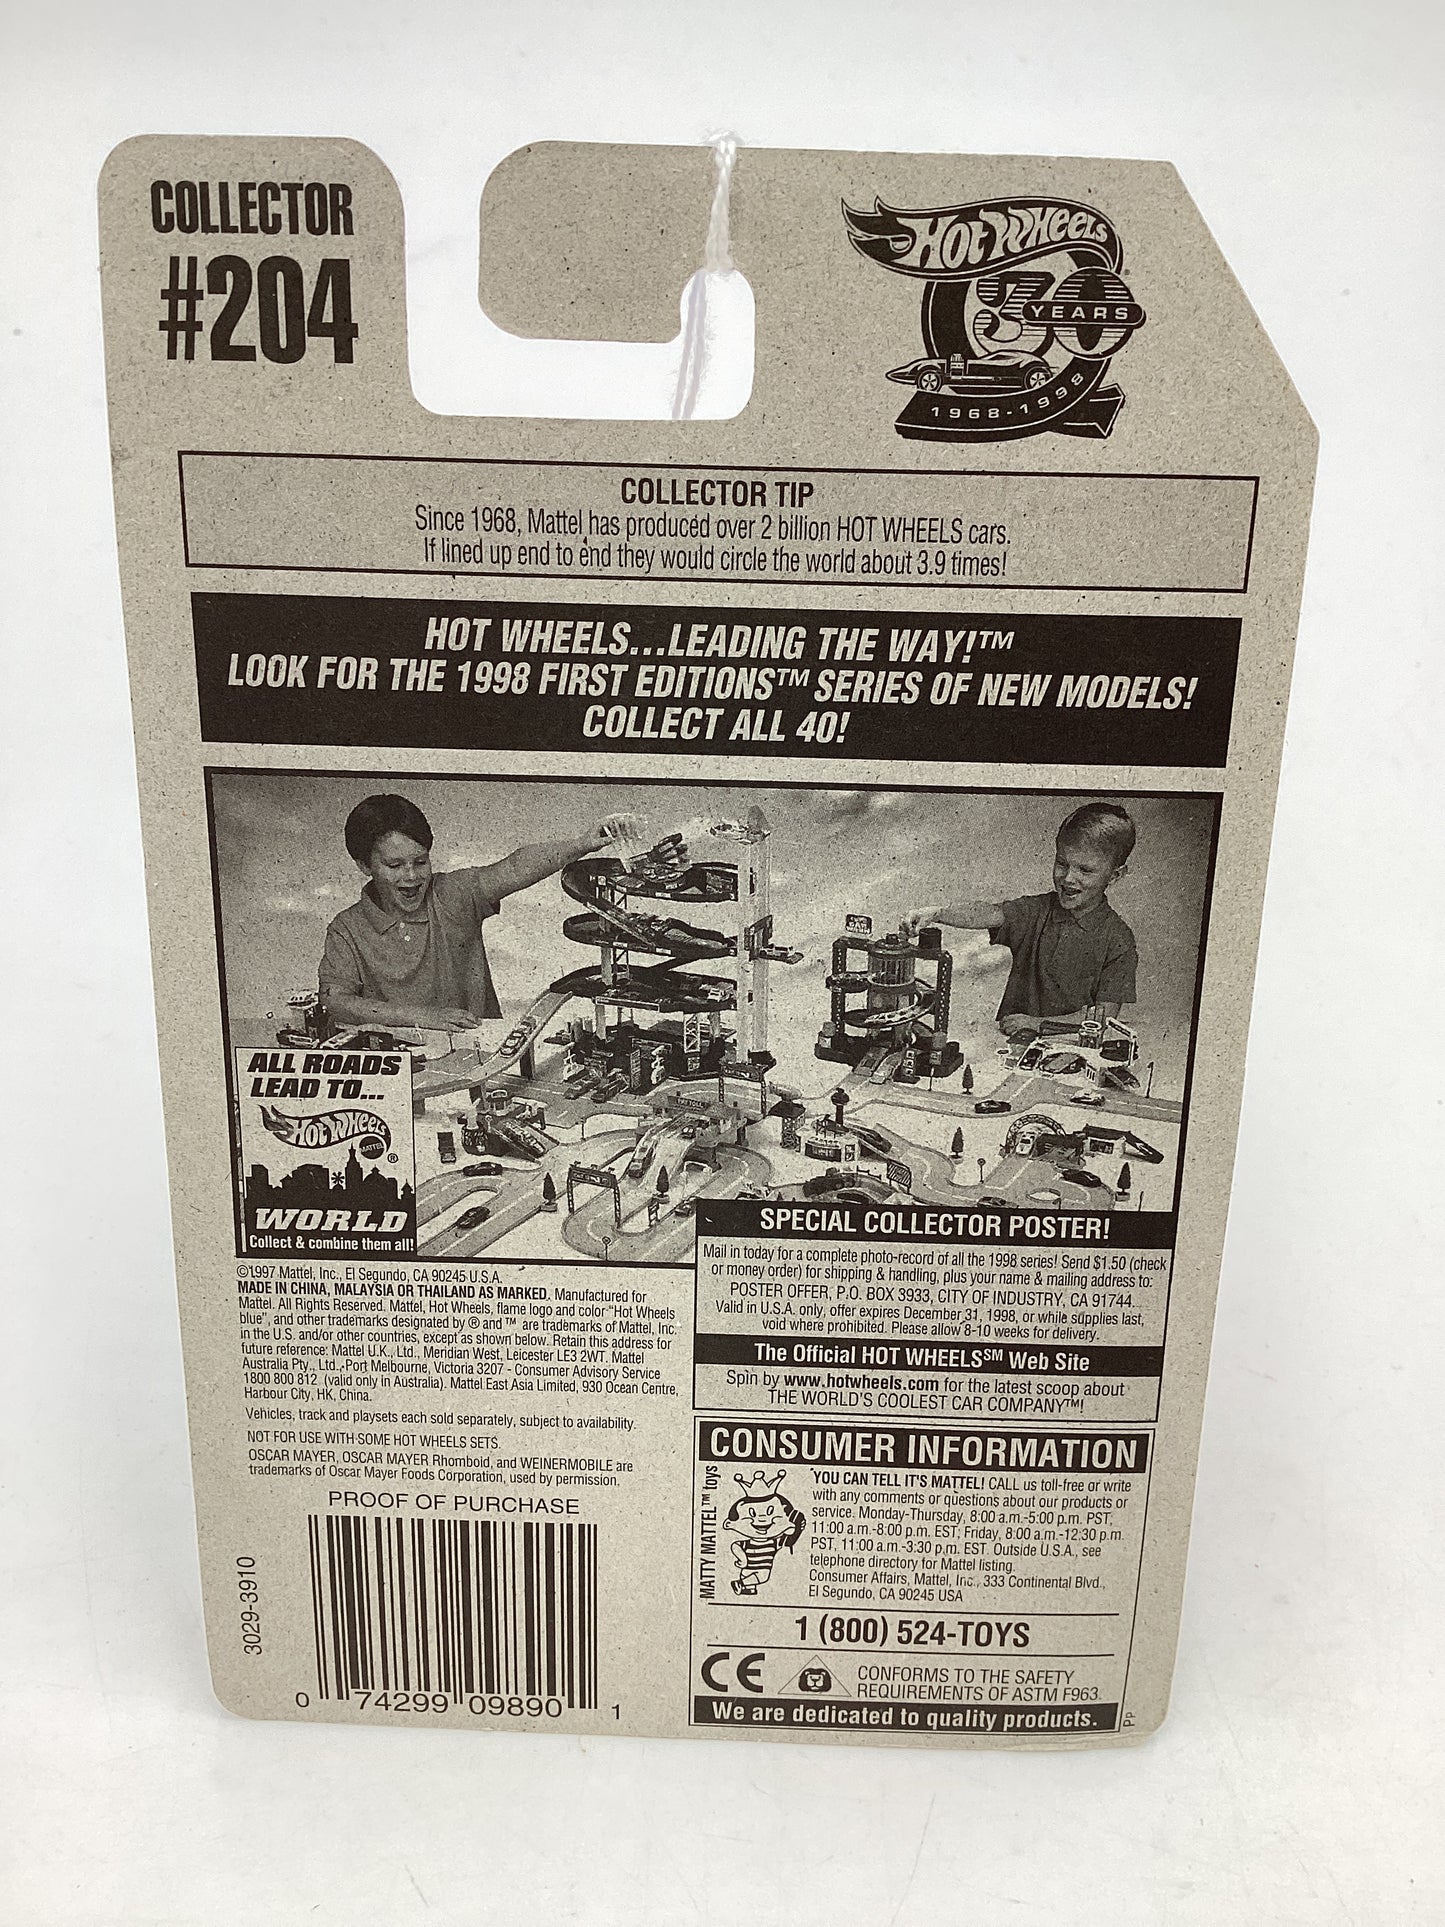 COLLECTOR
#204
HOT WHEELS
30
YEARS
1968-1998
COLLECTOR TIP
Since 1968, Mattel has produced over 2 billion HOT WHEELS cars.
If lined up end to end they would circle the world about 3.9 times!
HOT WHEELS...LEADING THE WAY!™
LOOK FOR THE 1998 FIRST EDITIONS™ SERIES OF NEW MODELS!
COLLECT ALL 40!
ALL ROADS
LEAD TO...
HOT WHEELS
MATTEL ®
WORLD
Collect & combine them all!
©1997 Mattel, Inc., El Segundo, CA 90245 U.S.A.
MADE IN CHINA, MALAYSIA OR THAILAND AS MARKED. Manufactured for
Mattel. All Rights Reserved. Mattel, Hot Wheels, flame logo and color "Hot Wheels
blue", and other trademarks designated by ® and ™ are trademarks of Mattel, Inc.
in the U.S. and/or other countries, except as shown below. Retain this address for
future reference: Mattel U.K., Ltd., Meridian West, Leicester LE3 2WT. Mattel
Australia Pty., Ltd., Port Melbourne, Victoria 3207 - Consumer Advisory Service
1800 800 812 (valid only in Australia). Mattel East Asia Limited, 930 Ocean Centre,
Harbour City, HK, China.
Vehicles, track and playsets each sold separately, subject to availability.
NOT FOR USE WITH SOME HOT WHEELS SETS.
OSCAR MAYER, OSCAR MAYER Rhomboid, and WEINERMOBILE are
trademarks of Oscar Mayer Foods Corporation, used by permission.
PROOF OF PURCHASE
3029-3910
0 74299 09890 1
SPECIAL COLLECTOR POSTER!
Mail in today for a complete photo-record of all the 1998 series! Send $1.50 (check
or money order) for shipping & handling, plus your name & mailing address to:
POSTER OFFER, P.O. BOX 3933, CITY OF INDUSTRY, CA 91744.
Valid in U.S.A. only, offer expires December 31, 1998, or while supplies last,
void where prohibited. Please allow 8-10 weeks for delivery.
The Official HOT WHEELS℠ Web Site
Spin by www.hotwheels.com for the latest scoop about
THE WORLD'S COOLEST CAR COMPANY™!
CONSUMER INFORMATION
MATTY MATTEL™ toys
"YOU CAN TELL IT'S MATTEL! CALL us toll-free or write
with any comments or questions about our products or
service. Monday-Thursday, 8:00 a.m.-5:00 p.m. PST,
11:00 a.m.-8:00 p.m. EST; Friday, 8:00 a.m.-12:30 p.m.
PST, 11:00 a.m.-3:30 p.m. EST. Outside U.S.A., see
telephone directory for Mattel listing.
Consumer Affairs, Mattel, Inc., 333 Continental Blvd.,
El Segundo, CA 90245 USA
1 (800) 524-TOYS
CE
CONFORMS TO THE SAFETY
REQUIREMENTS OF ASTM F963.
We are dedicated to quality products.
PP